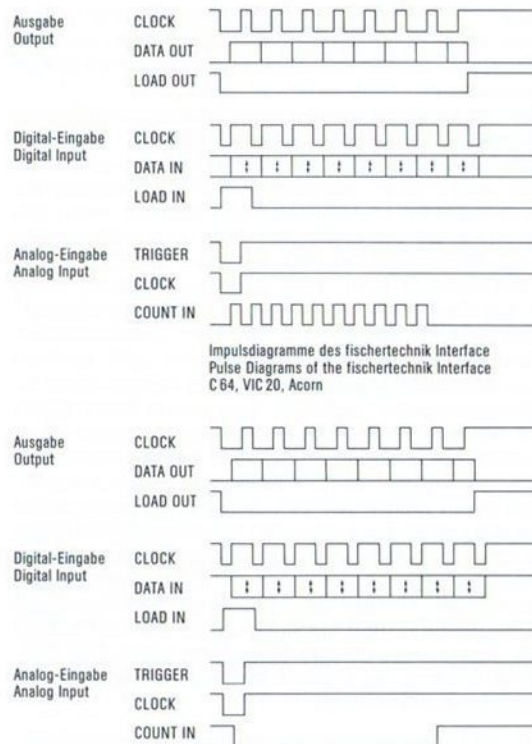 Ausgabe CLOCK
Output
DATA OUT
LOAD OUT
Digital-Eingabe CLOCK
Digital Input
DATA IN
LOAD IN
Analog-Eingabe TRIGGER
Analog Input
CLOCK
COUNT IN
Impulsdiagramme des fischertechnik Interface
Pulse Diagrams of the fischertechnik Interface
C 64, VIC 20, Acorn
Ausgabe CLOCK
Output
DATA OUT
LOAD OUT
Digital-Eingabe CLOCK
Digital Input
DATA IN
LOAD IN
Analog-Eingabe TRIGGER
Analog Input
CLOCK
COUNT IN